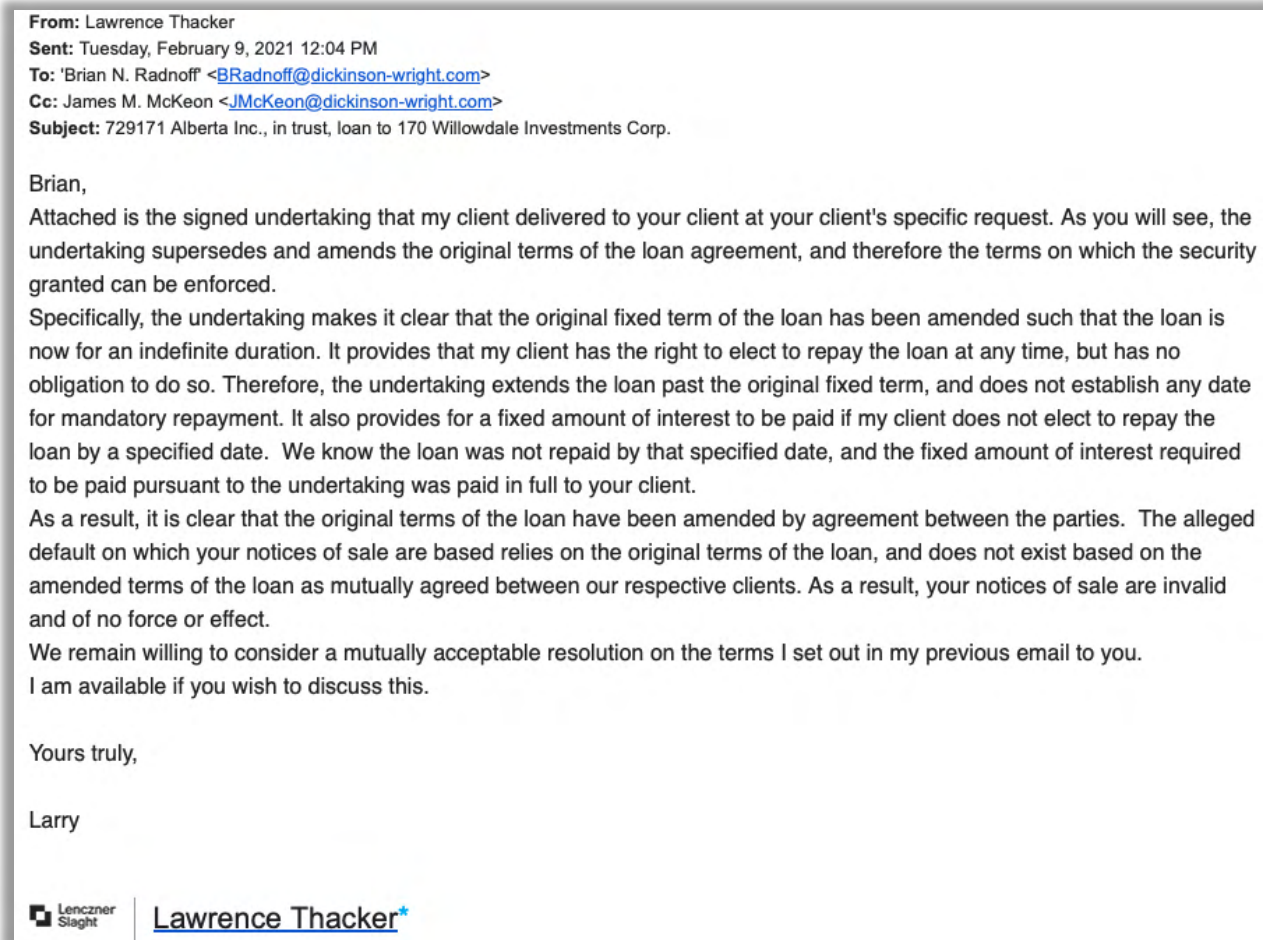 From: Lawrence Thacker
Sent: Tuesday, February 9, 2021 12:04 PM
To: 'Brian N. Radnoff' <BRadnoff@dickinson-wright.com>
Cc: James M. McKeon <JMcKeon@dickinson-wright.com>
Subject: 729171 Alberta Inc., in trust, loan to 170 Willowdale Investments Corp.
Brian,
Attached is the signed undertaking that my client delivered to your client at your client's specific request. As you will see, the
undertaking supersedes and amends the original terms of the loan agreement, and therefore the terms on which the security
granted can be enforced.
Specifically, the undertaking makes it clear that the original fixed term of the loan has been amended such that the loan is
now for an indefinite duration. It provides that my client has the right to elect to repay the loan at any time, but has no
obligation to do so. Therefore, the undertaking extends the loan past the original fixed term, and does not establish any date
for mandatory repayment. It also provides for a fixed amount of interest to be paid if my client does not elect to repay the
loan by a specified date.  We know the loan was not repaid by that specified date, and the fixed amount of interest required
to be paid pursuant to the undertaking was paid in full to your client.
As a result, it is clear that the original terms of the loan have been amended by agreement between the parties.  The alleged
default on which your notices of sale are based relies on the original terms of the loan, and does not exist based on the
amended terms of the loan as mutually agreed between our respective clients. As a result, your notices of sale are invalid
and of no force or effect.
We remain willing to consider a mutually acceptable resolution on the terms I set out in my previous email to you.
I am available if you wish to discuss this.
Yours truly,
Larry
Lenczner
Slaght
Lawrence Thacker*